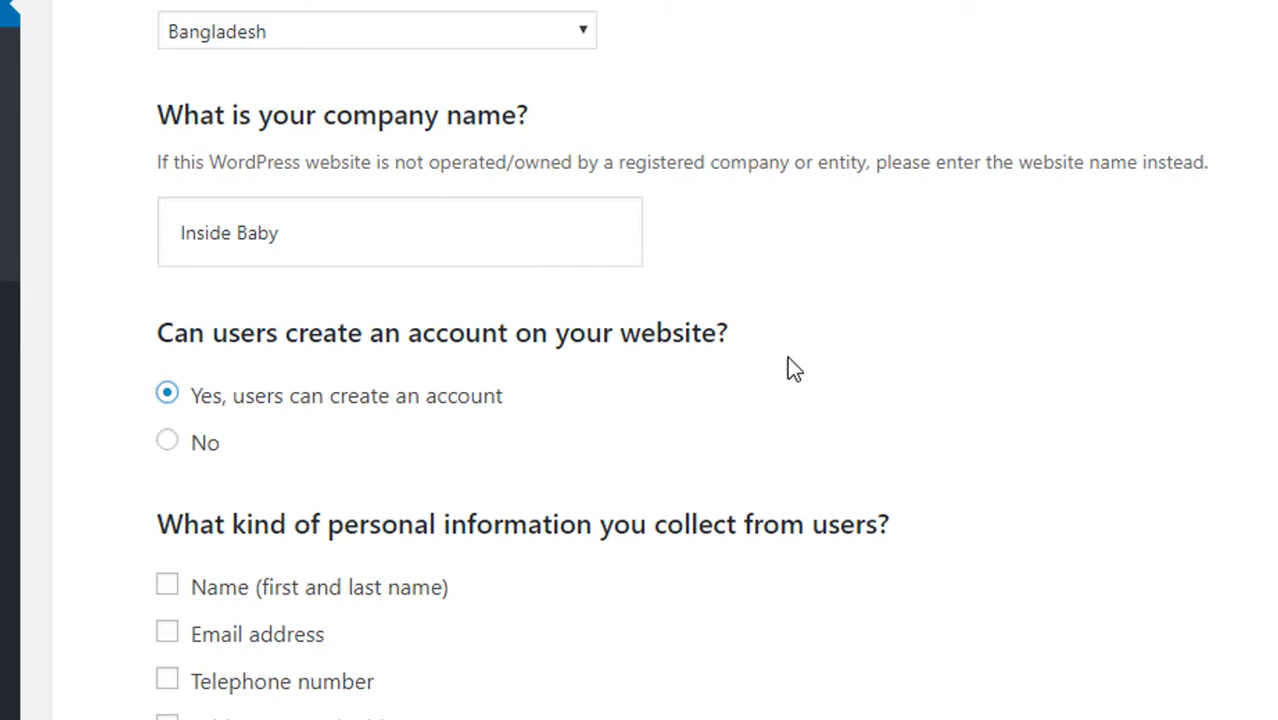 Bangladesh
What is your company name?
If this WordPress website is not operated/owned by a registered company or entity, please enter the website name instead.
Inside Baby
Can users create an account on your website?
Yes, users can create an account
No
What kind of personal information you collect from users?
Name (first and last name)
Email address
Telephone number